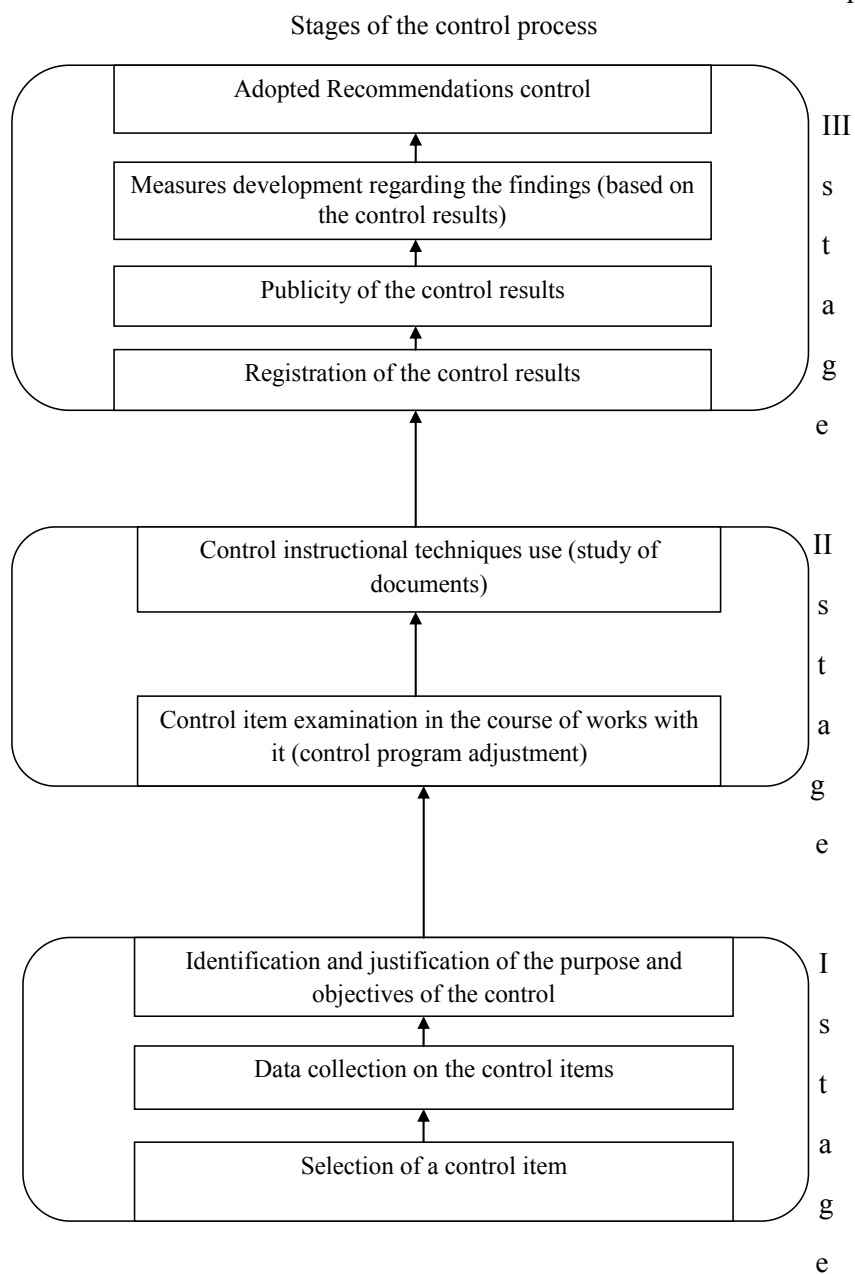 Stages of the control process
Adopted Recommendations control
III
s
t
a
g
e
Measures development regarding the findings (based on
the control results)
Publicity of the control results
Registration of the control results
Control instructional techniques use (study of
documents)
II
s
t
a
g
e
Control item examination in the course of works with
it (control program adjustment)
Identification and justification of the purpose and
objectives of the control
I
s
t
a
g
e
Data collection on the control items
Selection of a control item